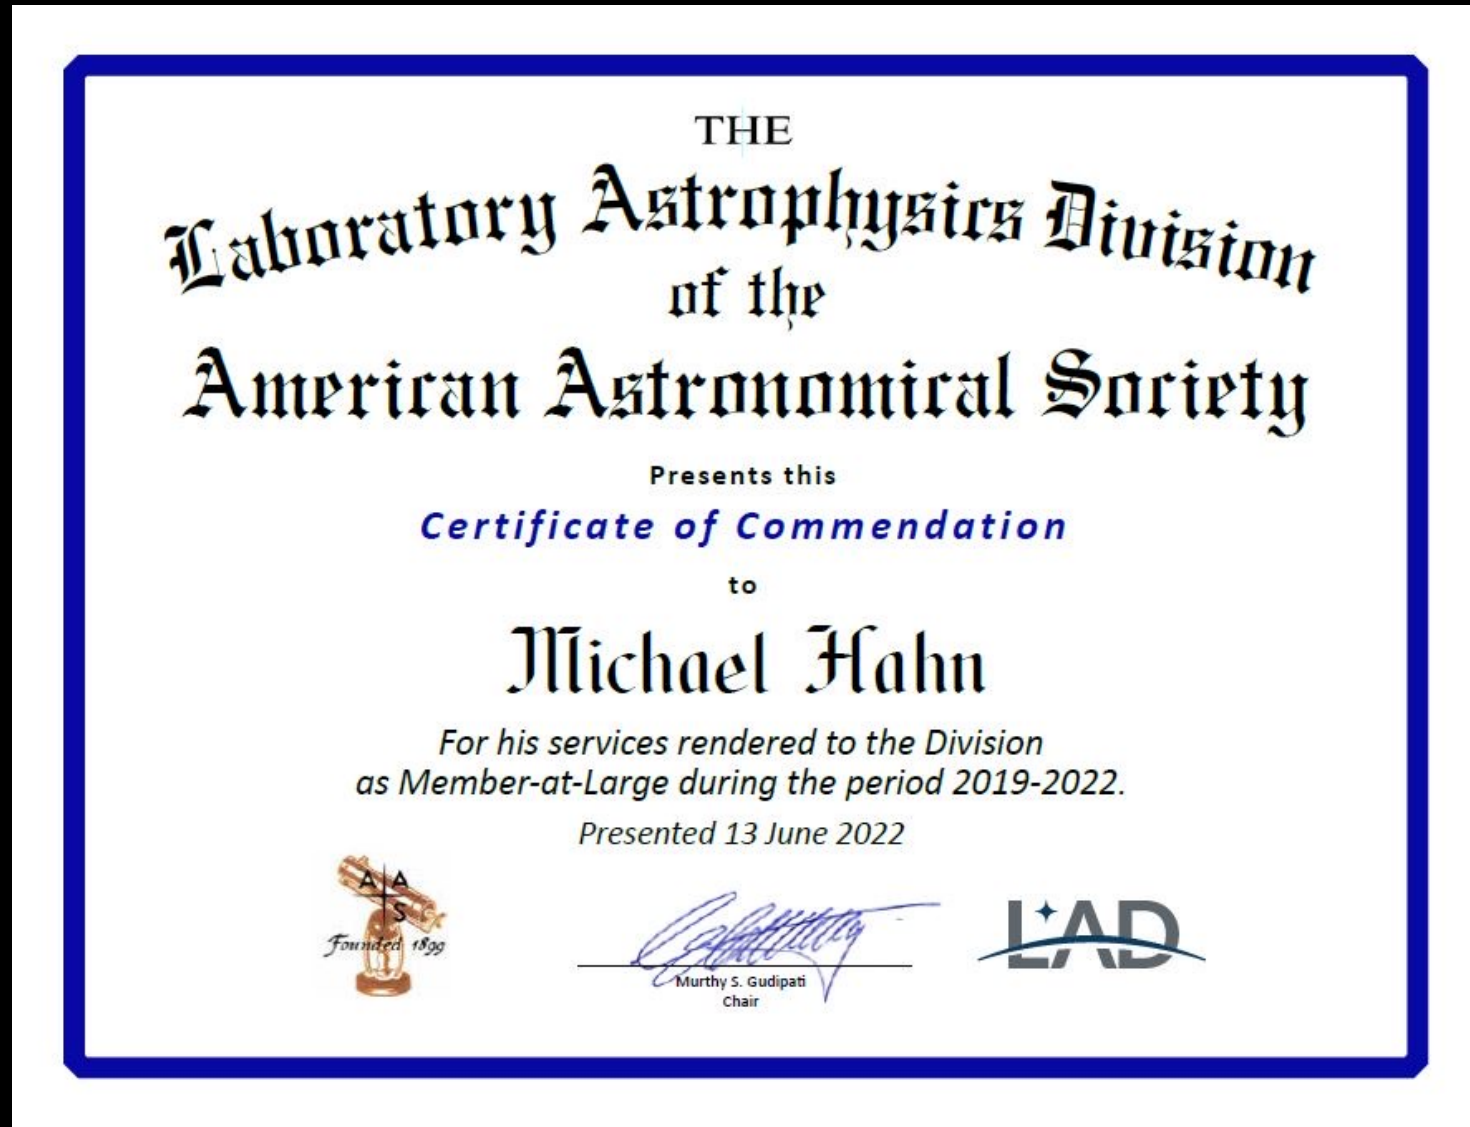 THE
Laboratory Astrophysics Division
of the
American Astronomical Society
Presents this
Certificate of Commendation
to
Michael Hahn
For his services rendered to the Division
as Member-at-Large during the period 2019-2022.
Presented 13 June 2022
A A
S
Founded 1899
LAD
Murthy S. Gudipati
Chair